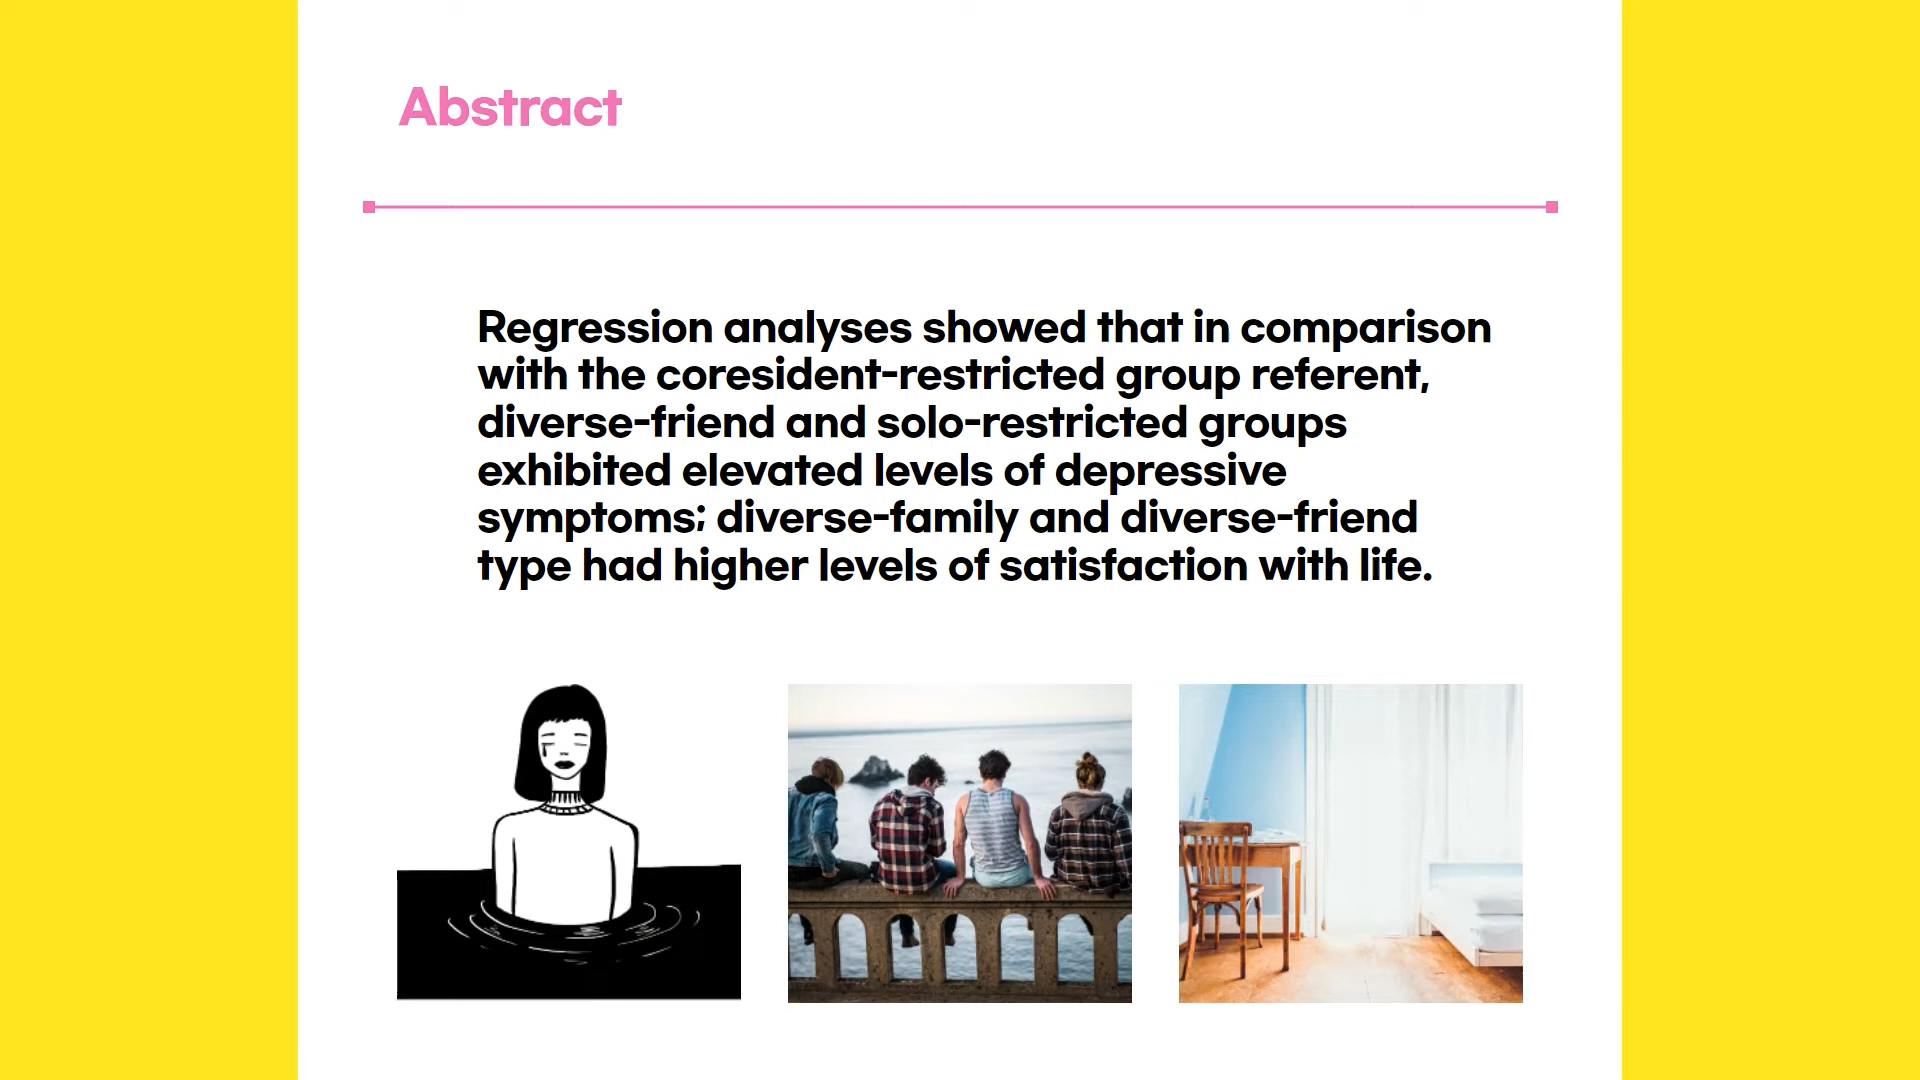 Abstract
Regression analyses showed that in comparison
with the coresident-restricted group referent,
diverse-friend and solo-restricted groups
exhibited elevated levels of depressive
symptoms; diverse-family and diverse-friend
type had higher levels of satisfaction with life.